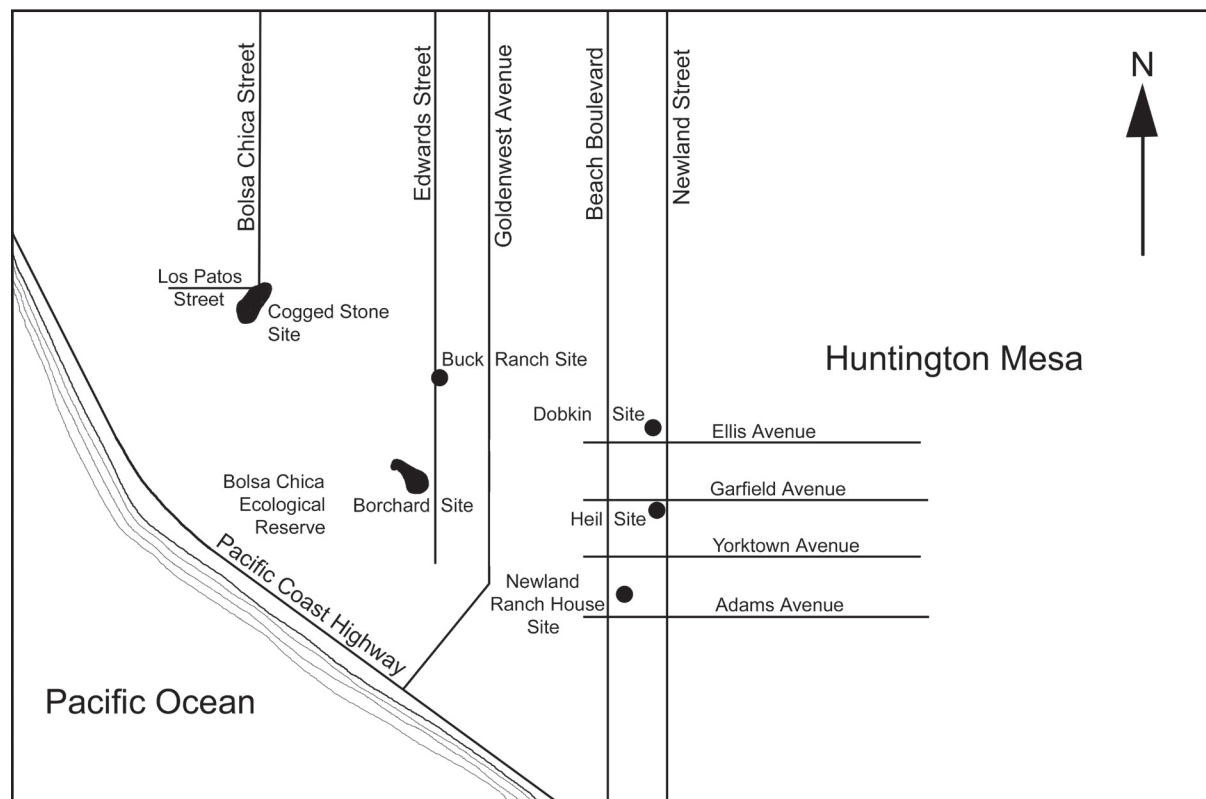 Bolsa Chica Street
Edwards Street
Goldenwest Avenue
Beach Boulevard
Newland Street
N
Los Patos
Street
Cogged Stone
Site
Buck Ranch Site
Huntington Mesa
Dobkin Site
Ellis Avenue
Bolsa Chica
Ecological
Reserve
Borchard Site
Garfield Avenue
Heil Site
Yorktown Avenue
Pacific Coast Highway
Newland
Ranch House
Site
Adams Avenue
Pacific Ocean